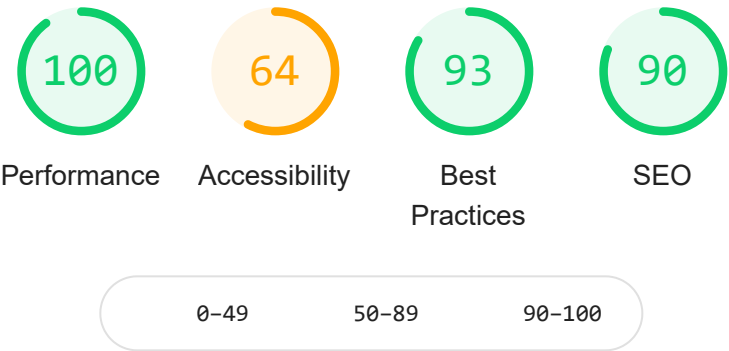 100 64 93 90
Performance Accessibility Best SEO
Practices
0–49 50–89 90–100